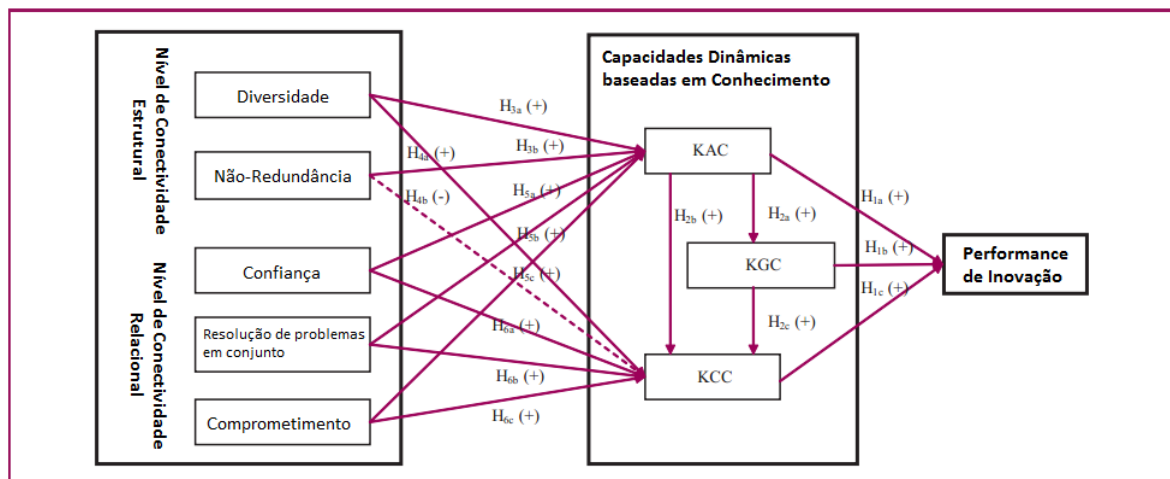 Nível de Conectividade
Estrutural
Diversidade
Não-Redundância
Nível de Conectividade
Relacional
Confiança
Resolução de problemas
em conjunto
Comprometimento
H3a (+)
H3b (+)
H4a (+)
H4b (-)
H5a (+)
H5b (+)
H5c (+)
H6a (+)
H6b (+)
H6c (+)
Capacidades Dinâmicas
baseadas em Conhecimento
KAC
H2b (+)
H2a (+)
KGC
H2c (+)
KCC
H1a (+)
H1b (+)
H1c (+)
Performance
de Inovação